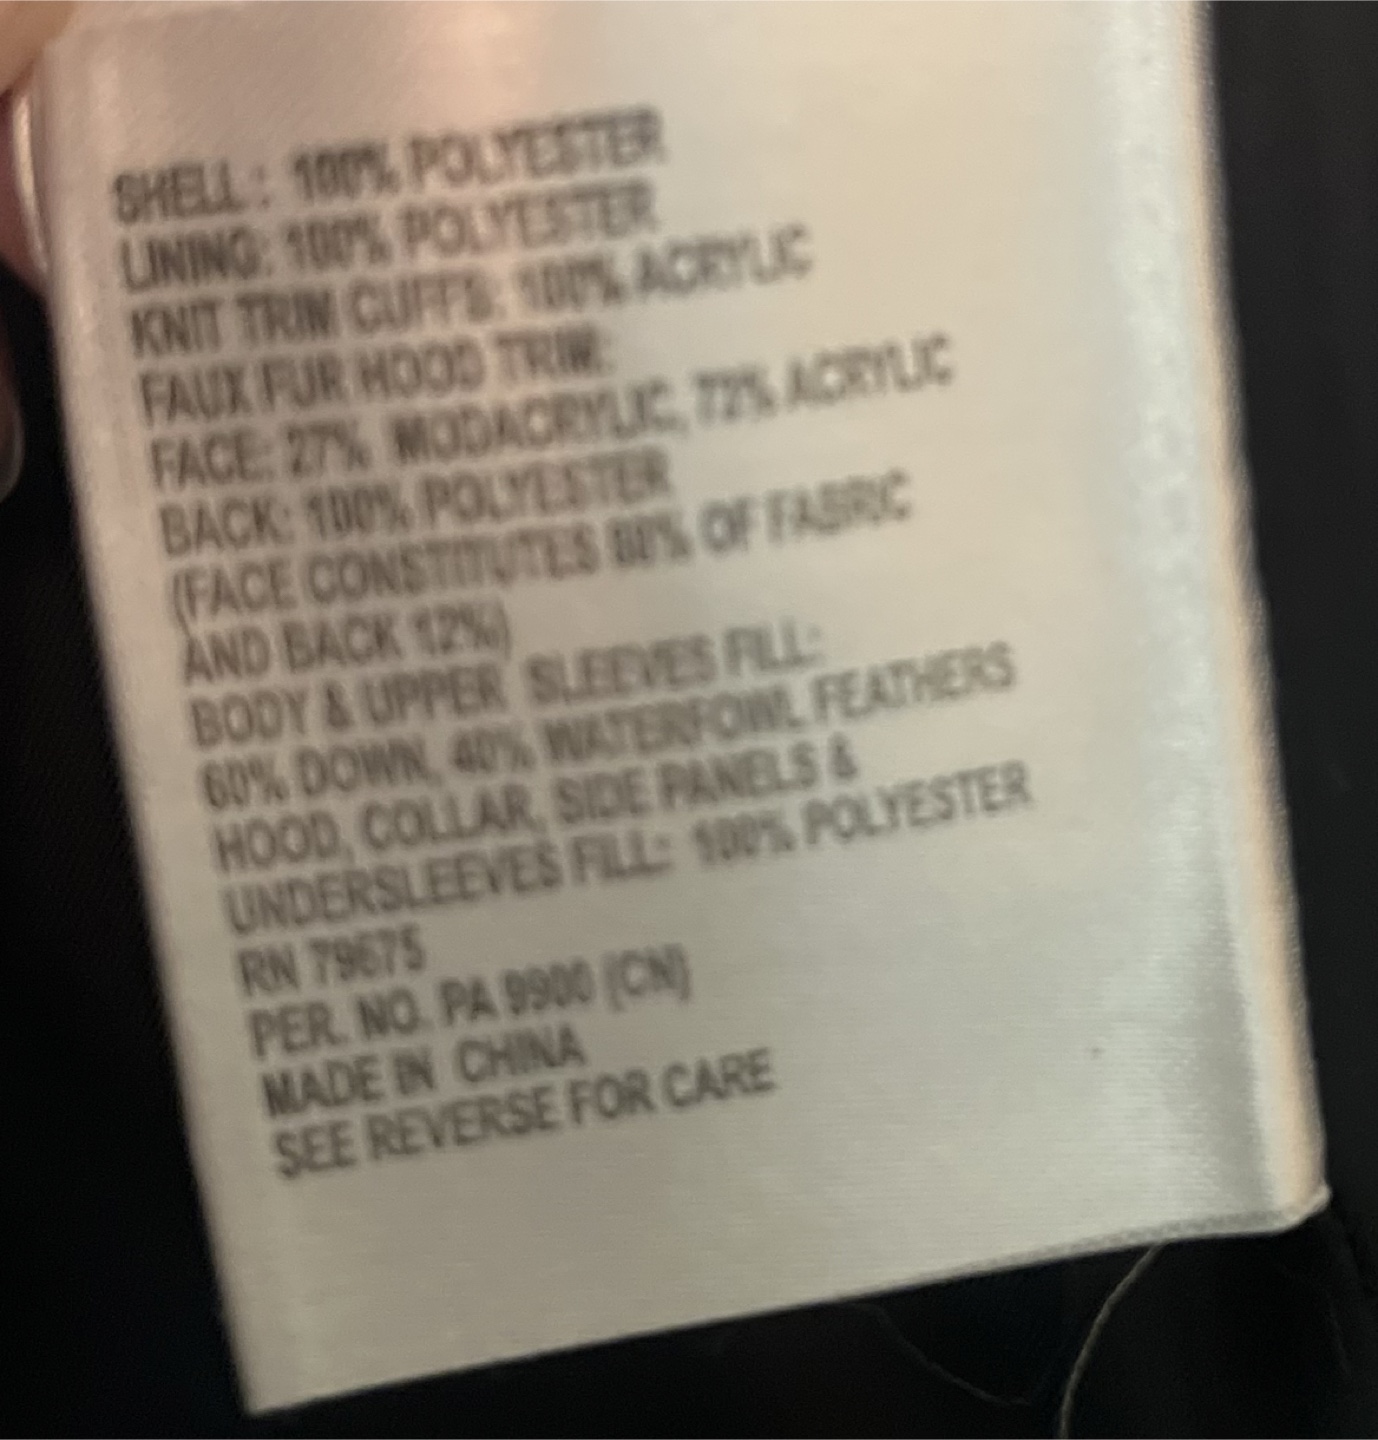 SHELL : 100% POLYESTER
LINING: 100% POLYESTER
KNIT TRIM CUFFS: 100% ACRYLIC
FAUX FUR HOOD TRIM:
FACE: 27% MODACRYLIC, 72% ACRYLIC
BACK: 100% POLYESTER
(FACE CONSTITUTES 88% OF FABRIC
AND BACK 12%)
BODY & UPPER SLEEVES FILL:
60% DOWN, 40% WATERFOWL FEATHERS
HOOD, COLLAR, SIDE PANELS &
UNDERSLEEVES FILL: 100% POLYESTER
RN 79675
PER. NO. PA 9900 (CN)
MADE IN CHINA
SEE REVERSE FOR CARE